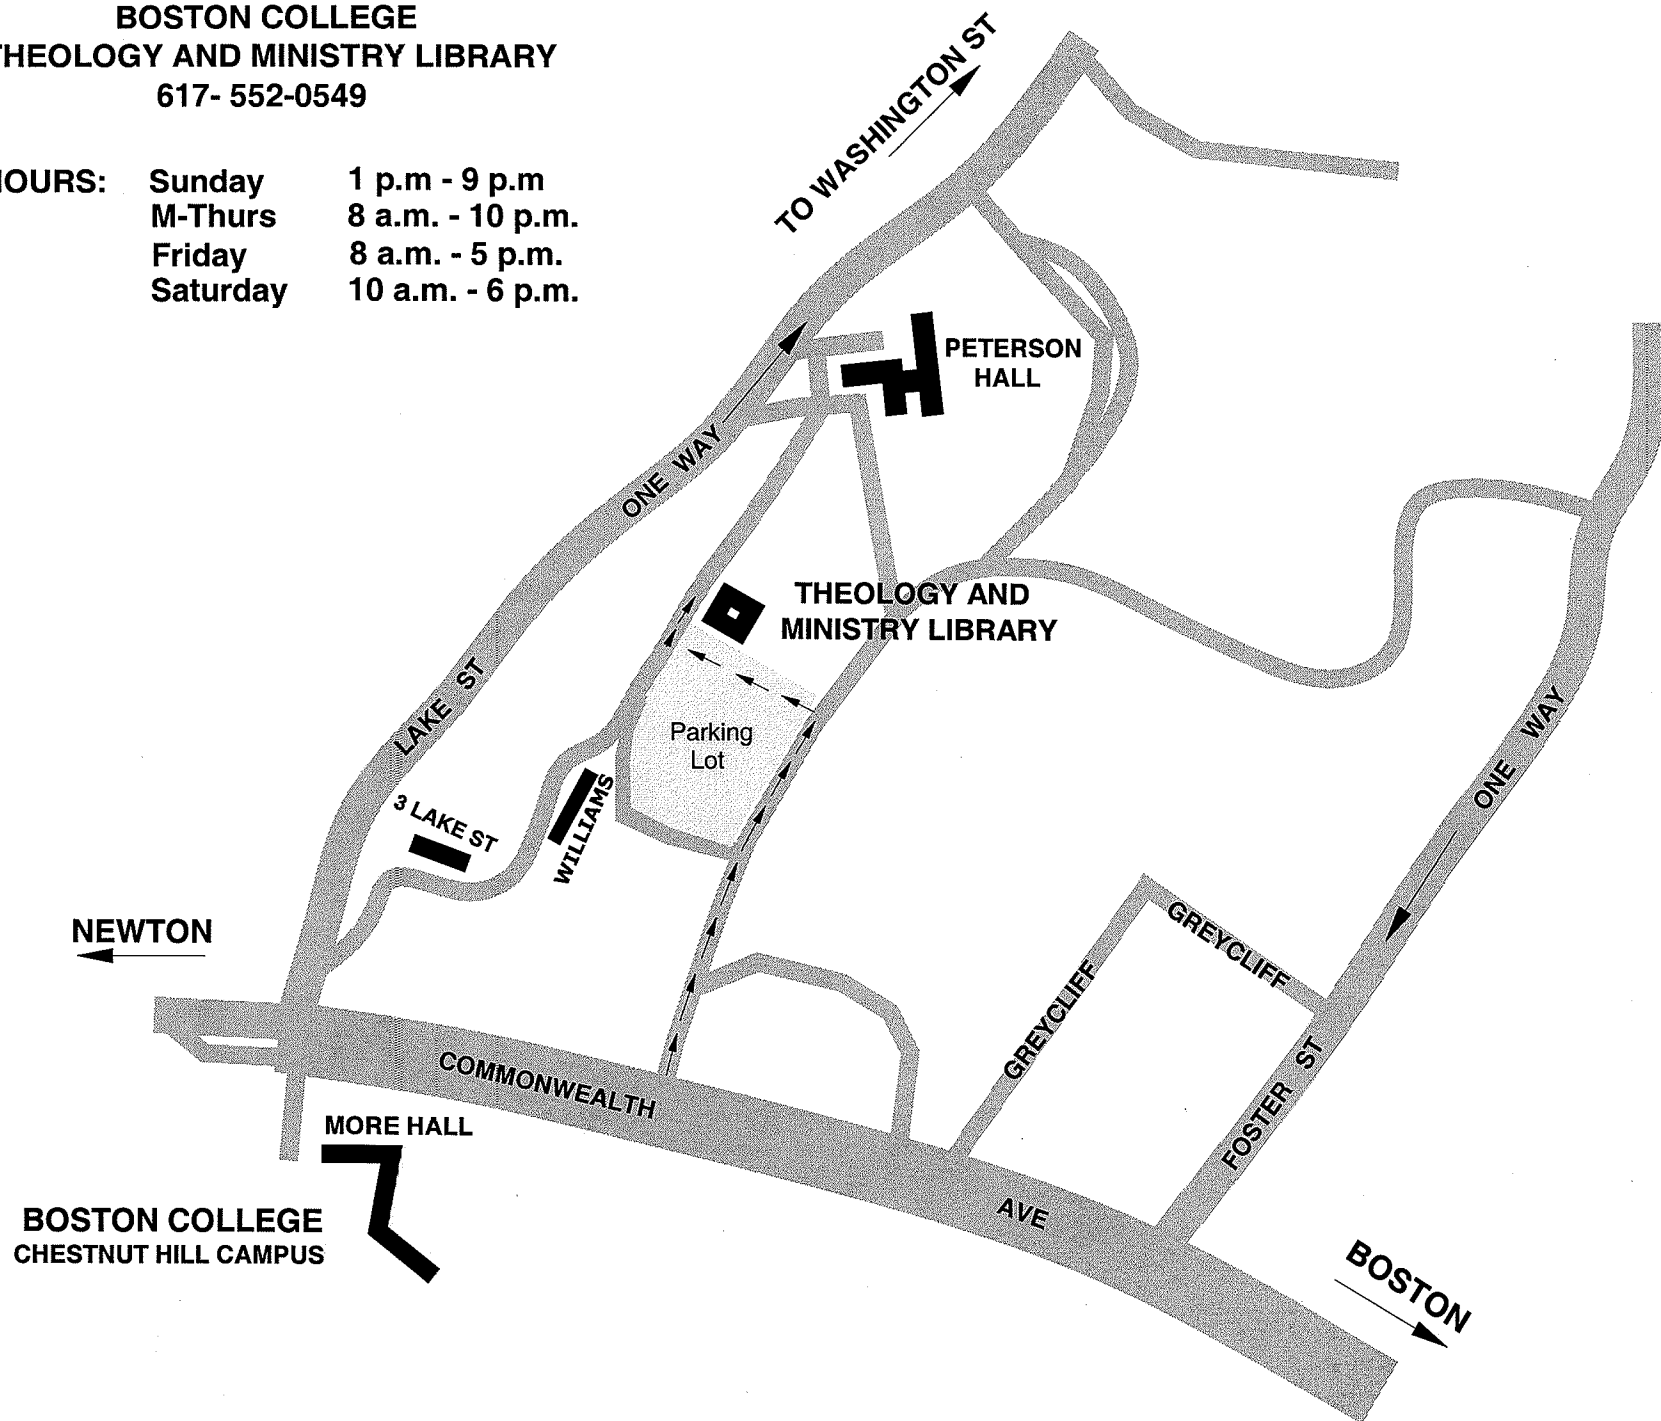 BOSTON COLLEGE
THEOLOGY AND MINISTRY LIBRARY
617- 552-0549
HOURS: Sunday 1 p.m - 9 p.m
M-Thurs 8 a.m. - 10 p.m.
Friday 8 a.m. - 5 p.m.
Saturday 10 a.m. - 6 p.m.
TO WASHINGTON ST
PETERSON
HALL
ONE WAY
THEOLOGY AND
MINISTRY LIBRARY
LAKE ST
Parking
Lot
ONE WAY
3 LAKE ST
WILLIAMS
NEWTON
GREYCLIFF
GREYCLIFF
COMMONWEALTH
FOSTER ST
MORE HALL
AVE
BOSTON COLLEGE
CHESTNUT HILL CAMPUS
BOSTON